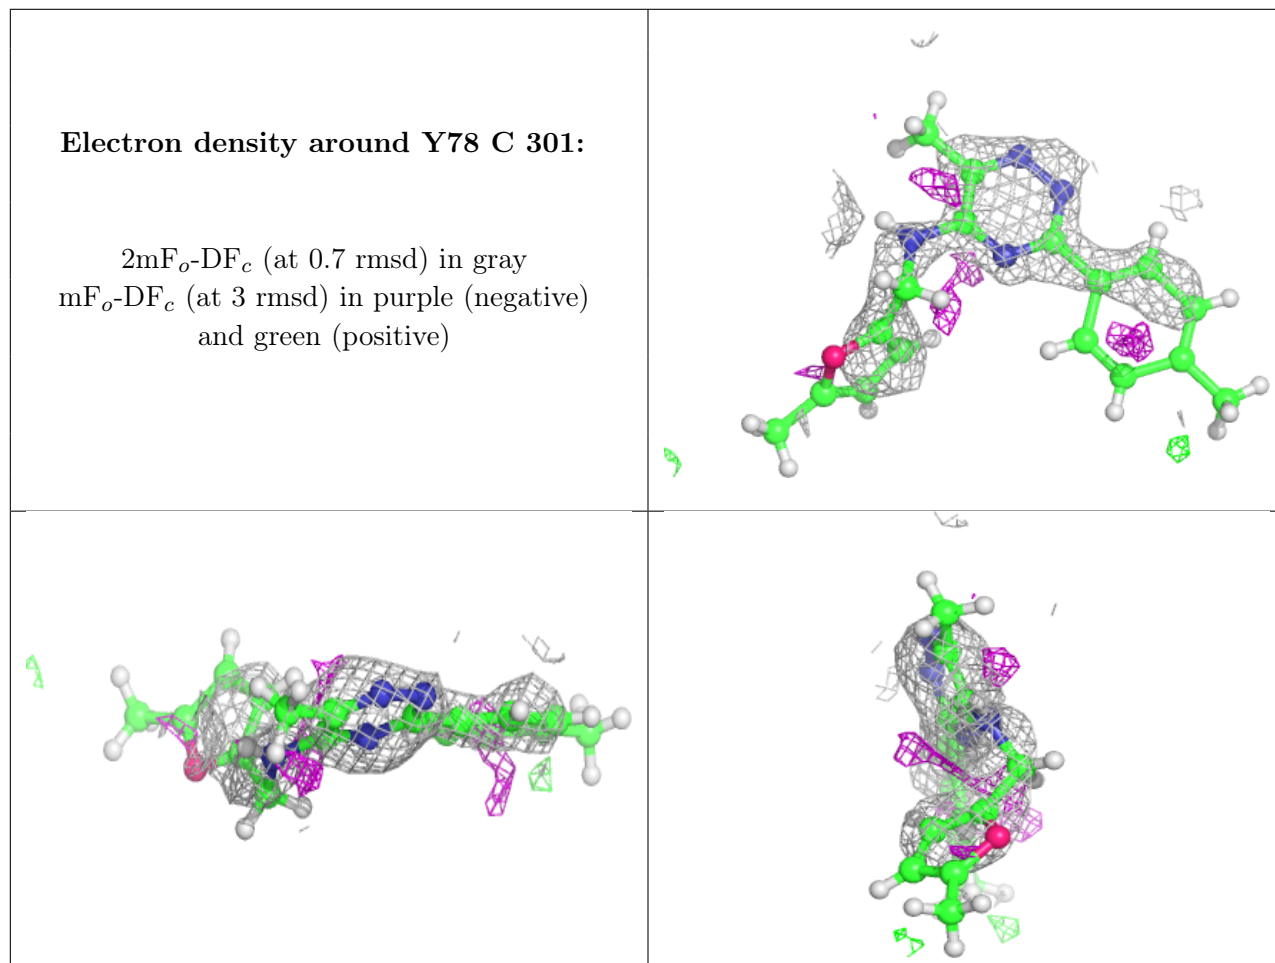 Electron density around Y78 C 301:
2mFo-DFc (at 0.7 rmsd) in gray
mFo-DFc (at 3 rmsd) in purple (negative)
and green (positive)